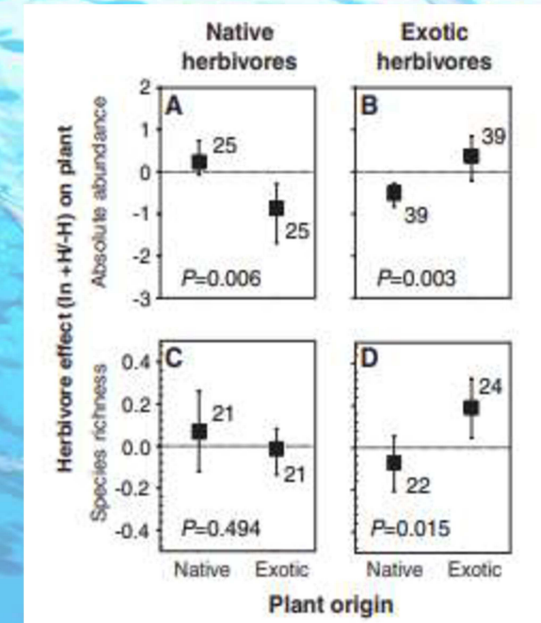 Native
herbivores
Exotic
herbivores
Herbivore effect (ln +H/-H) on plant
Absolute abundance
2
1
0
-1
-2
-3
A
25
25
P=0.006
B
39
39
P=0.003
Species richness
0.4
0.2
0.0
-0.2
-0.4
C
21
21
P=0.494
D
24
22
P=0.015
Native Exotic Native Exotic
Plant origin